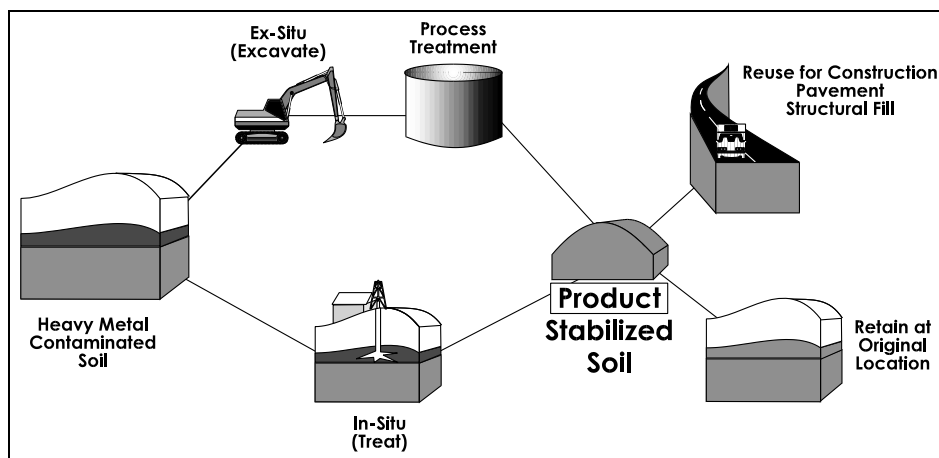 Ex-Situ
(Excavate)
Process
Treatment
Reuse for Construction
Pavement
Structural Fill
Heavy Metal
Contaminated
Soil
Product
Stabilized
Soil
Retain at
Original
Location
In-Situ
(Treat)